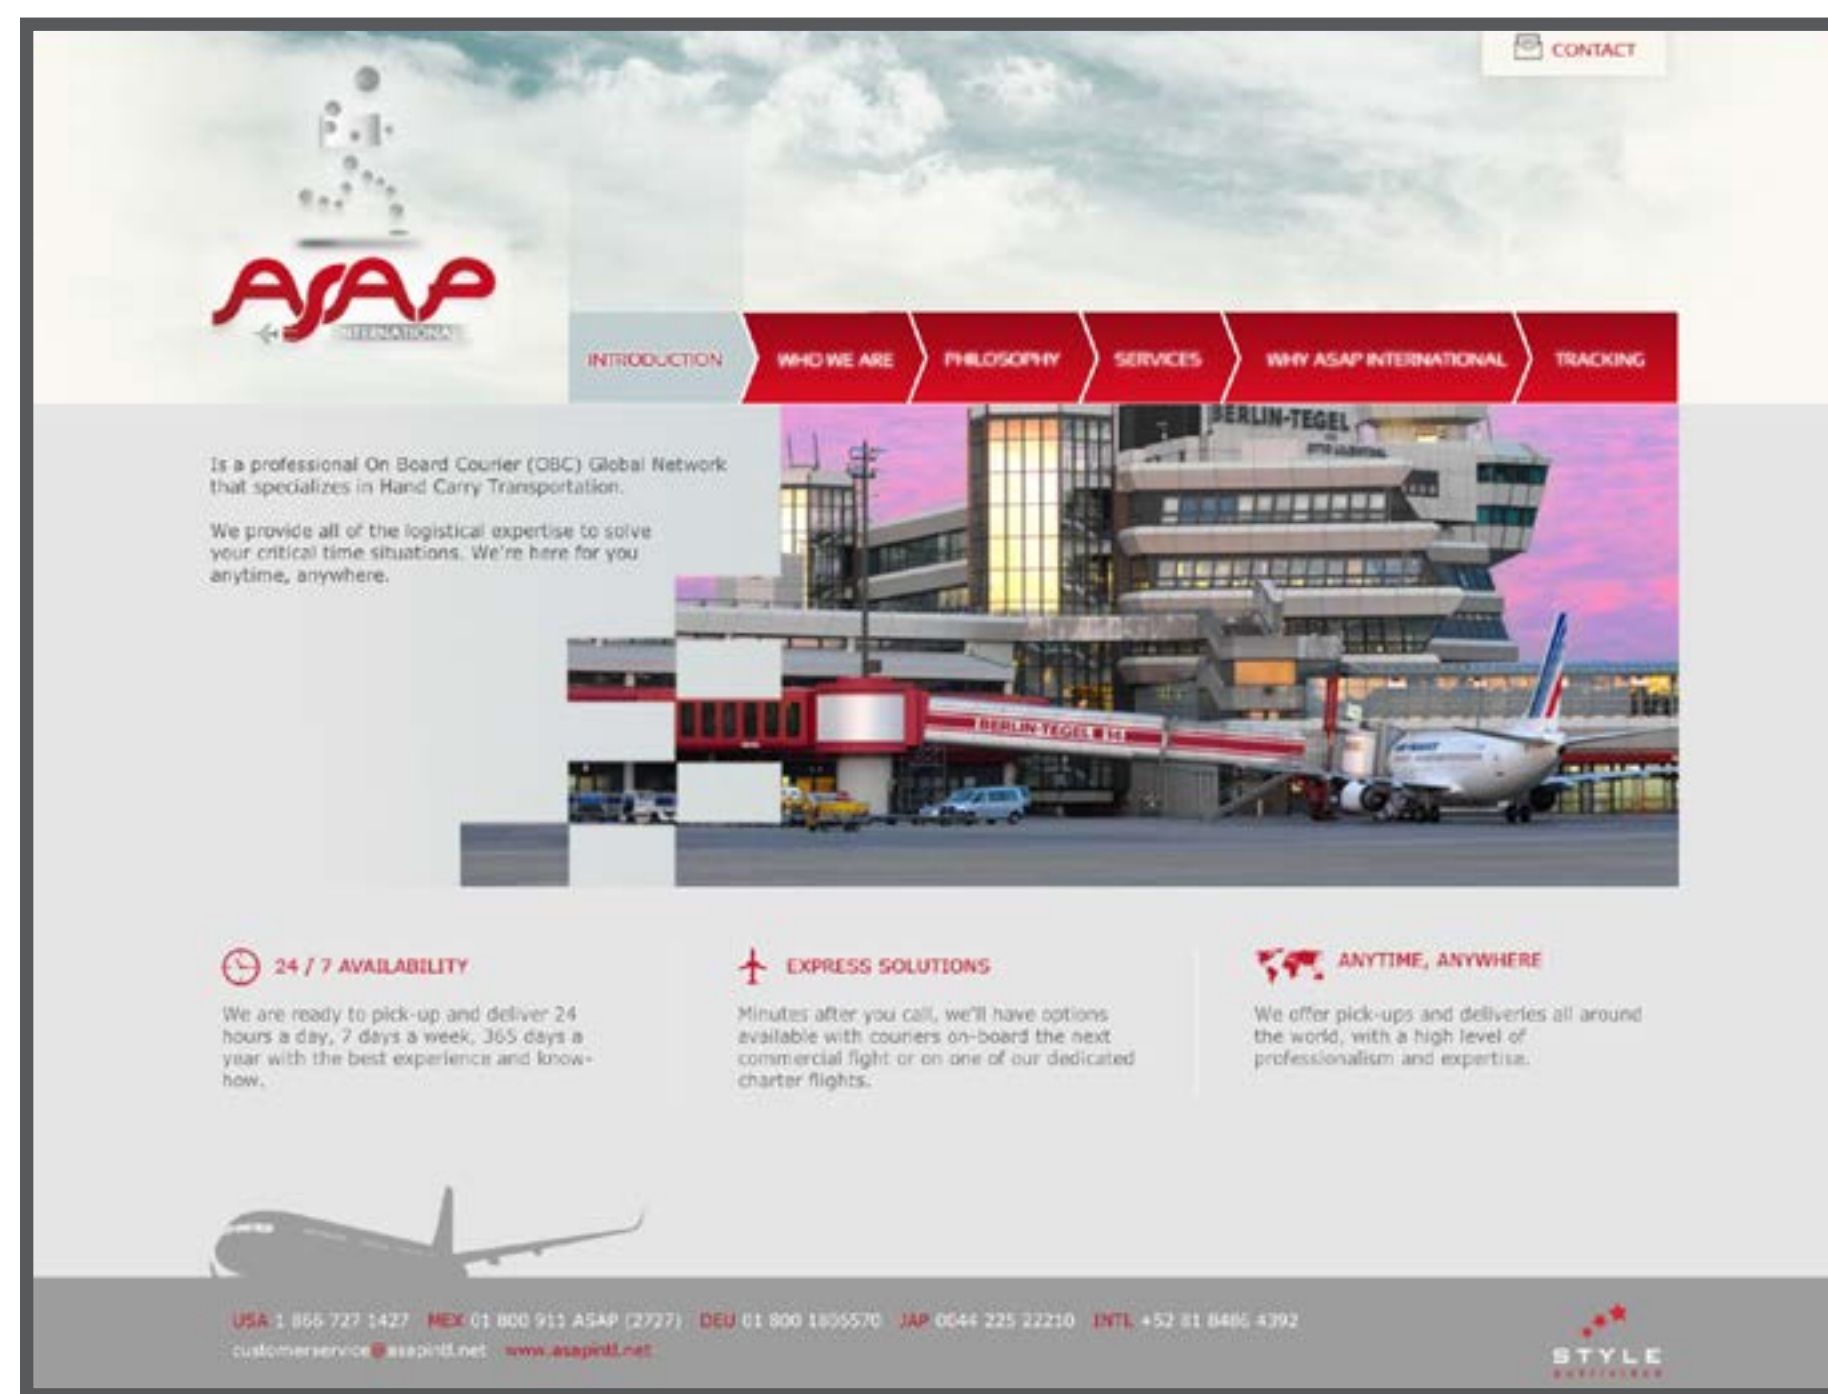 CONTACT
ASAP
INTERNATIONAL
INTRODUCTION
WHO WE ARE
PHILOSOPHY
SERVICES
WHY ASAP INTERNATIONAL
TRACKING
BERLIN-TEGEL
Is a professional On Board Courier (OBC) Global Network
that specializes in Hand Carry Transportation.
We provide all of the logistical expertise to solve
your critical time situations. We're here for you
anytime, anywhere.
BERLIN-TEGEL
24 / 7 AVAILABILITY
We are ready to pick-up and deliver 24
hours a day, 7 days a week, 365 days a
year with the best experience and know-
how.
EXPRESS SOLUTIONS
Minutes after you call, we'll have options
available with couriers on-board the next
commercial flight or on one of our dedicated
charter flights.
ANYTIME, ANYWHERE
We offer pick-ups and deliveries all around
the world, with a high level of
professionalism and expertise.
USA 1 866 727 1427 MEX 01 800 911 ASAP (2727) DEU 01 800 1806570 JAP 0044 225 22210 INTL +52 81 8486 4392
customerservice@asapintl.net www.asapintl.net
STYLE